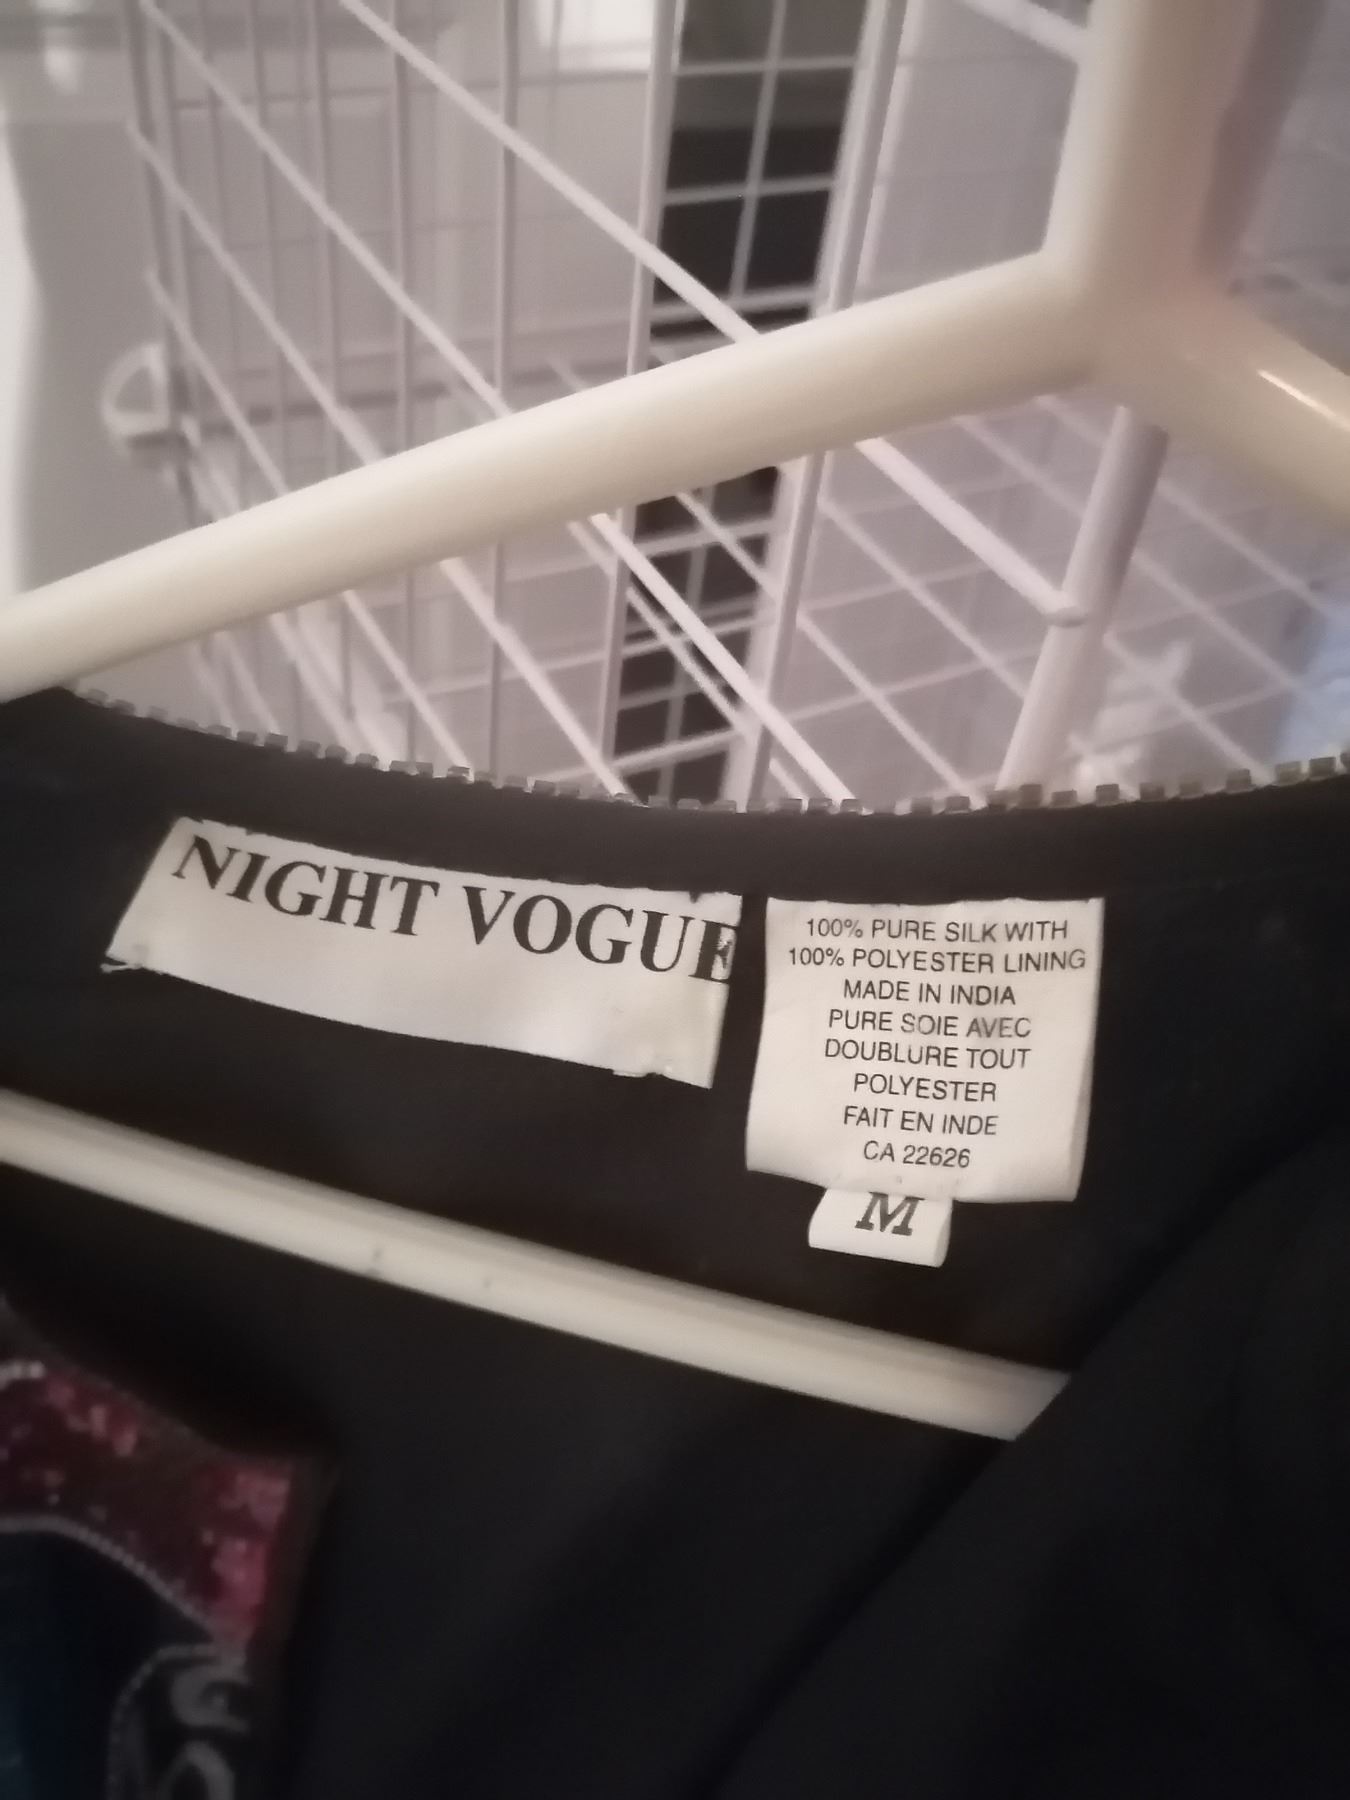 NIGHT VOGUE
100% PURE SILK WITH
100% POLYESTER LINING
MADE IN INDIA
PURE SOIE AVEC
DOUBLURE TOUT
POLYESTER
FAIT EN INDE
CA 22626
M